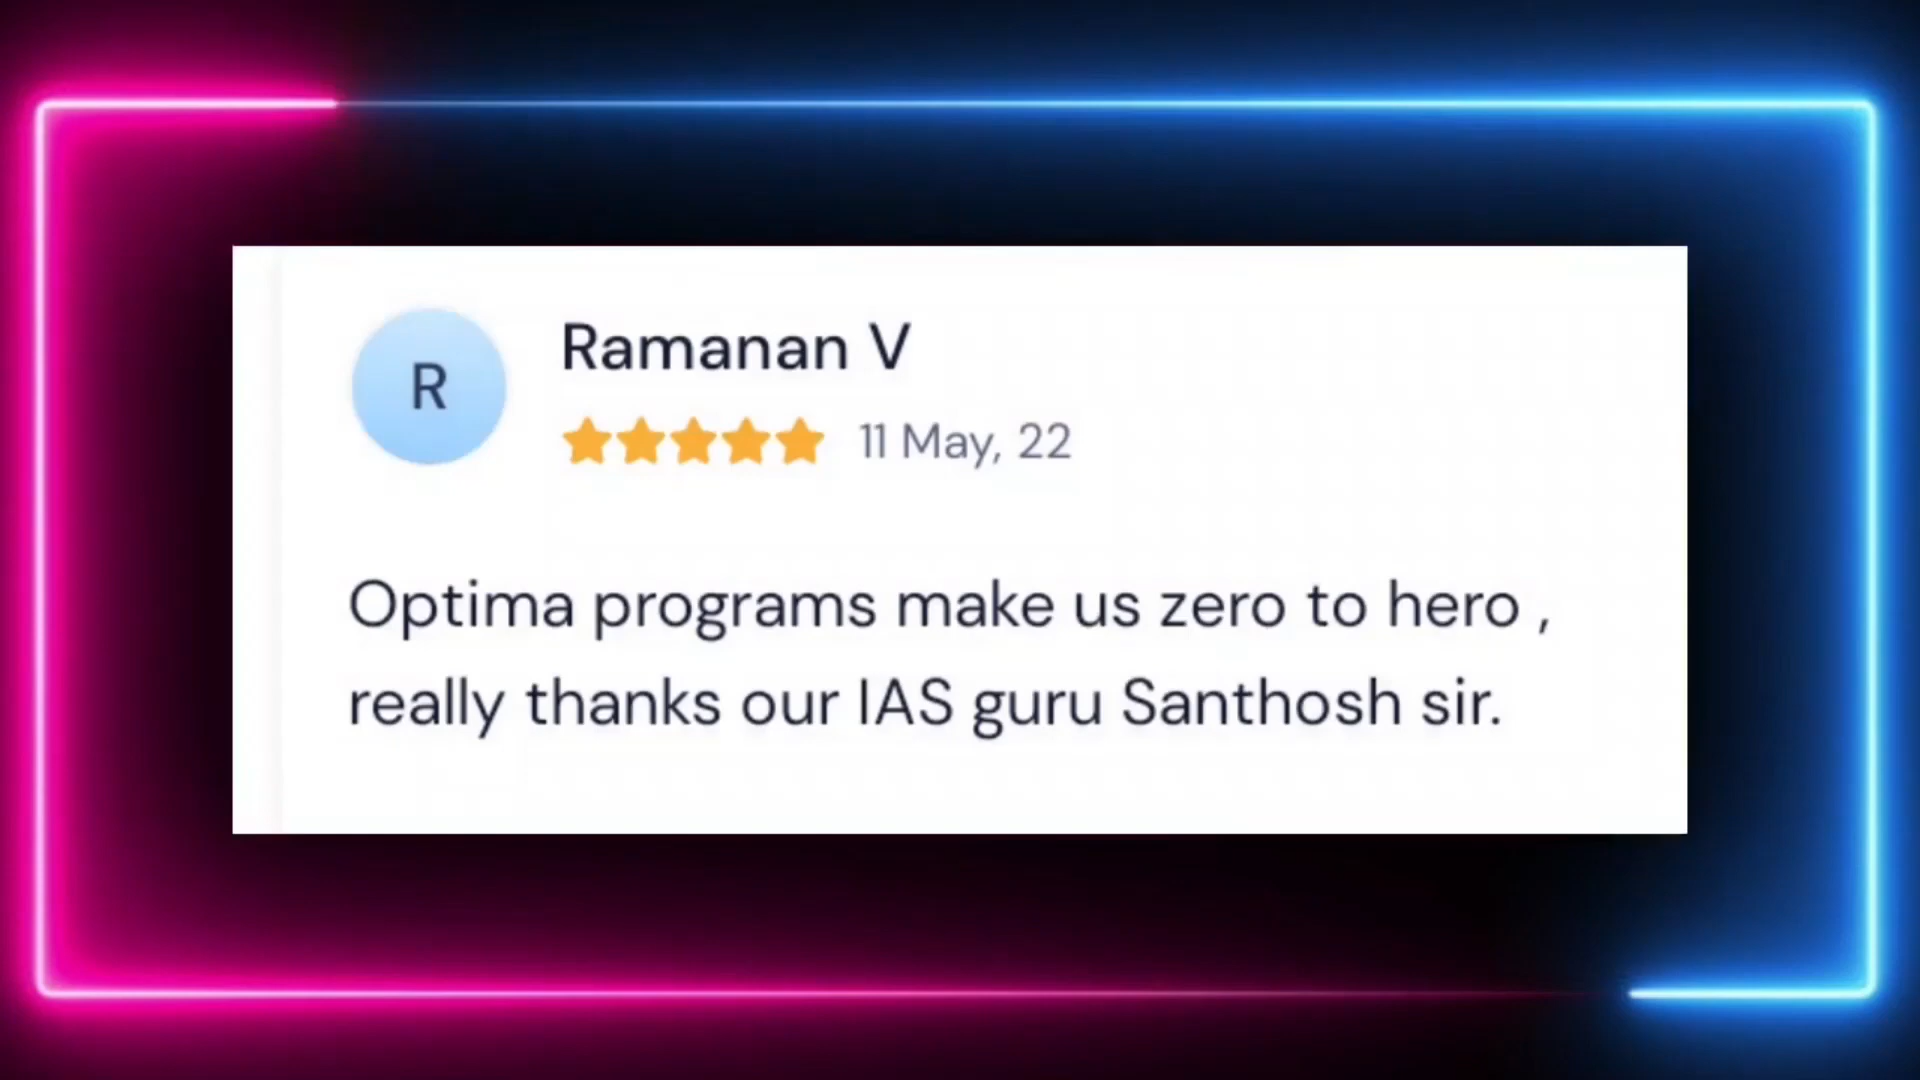 R
Ramanan V
11 May, 22
Optima programs make us zero to hero ,
really thanks our IAS guru Santhosh sir.